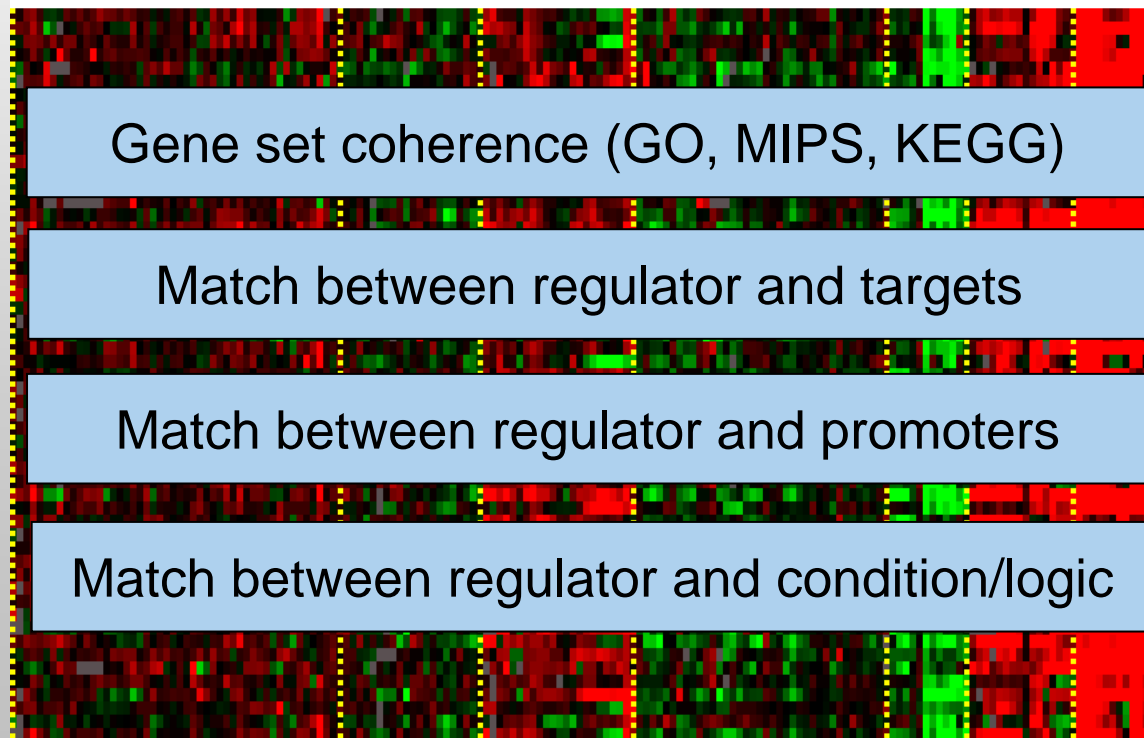 Gene set coherence (GO, MIPS, KEGG)
Match between regulator and targets
Match between regulator and promoters
Match between regulator and condition/logic